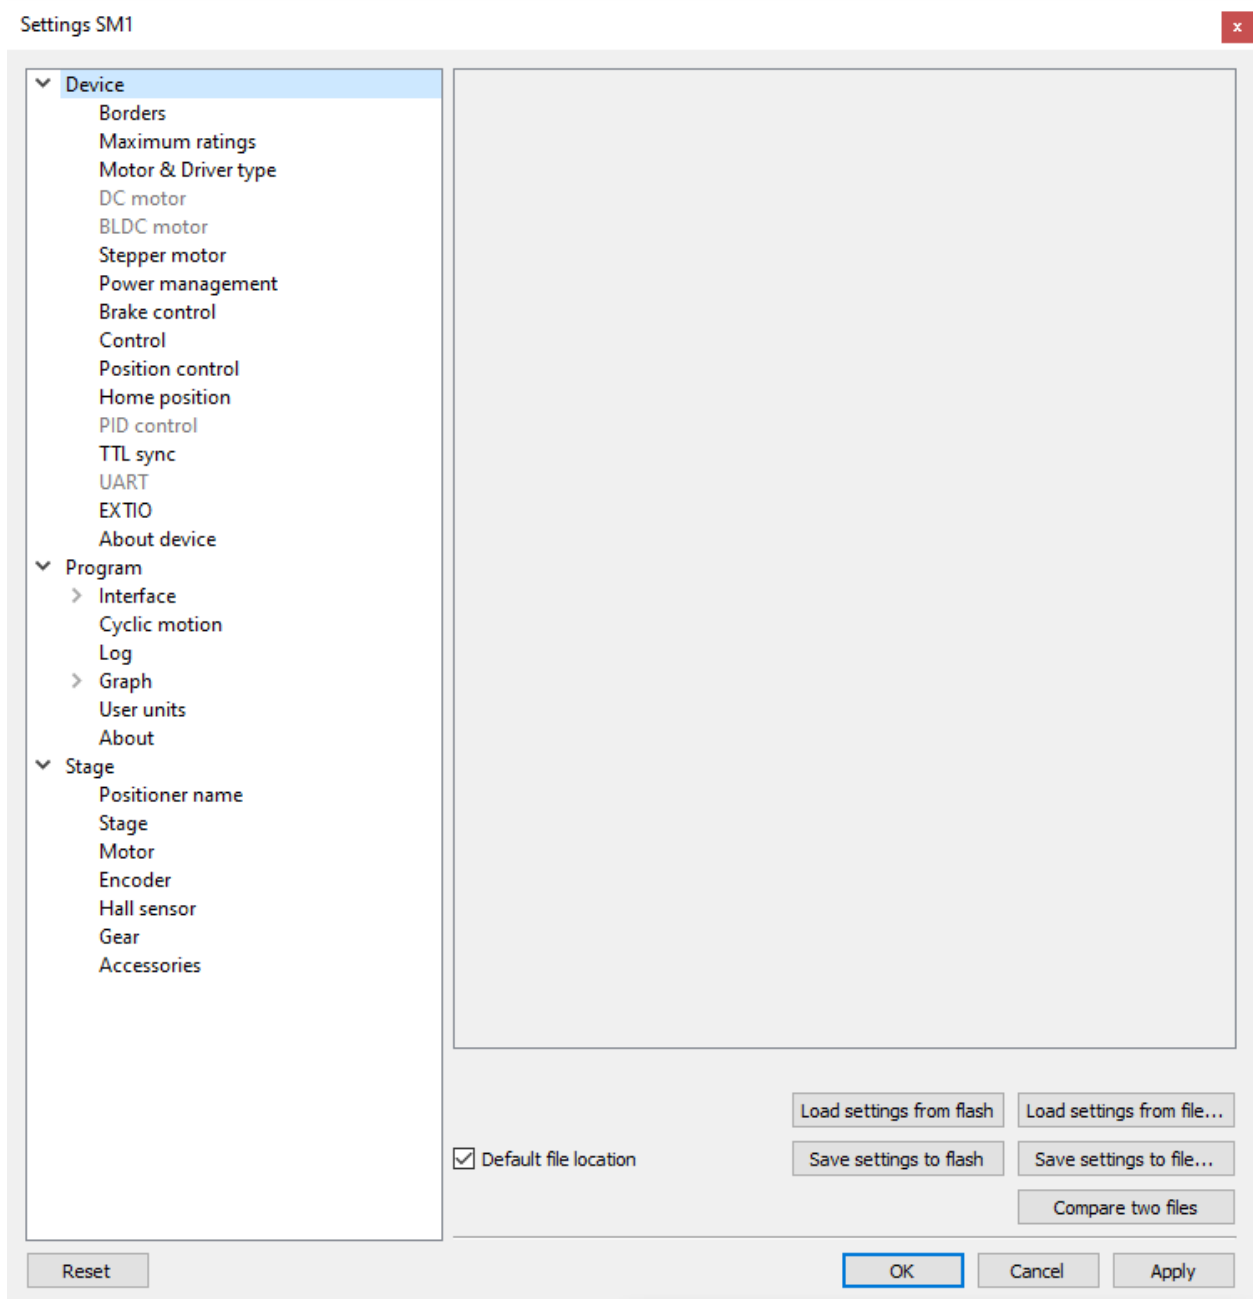 Settings SM1
x
Device
Borders
Maximum ratings
Motor & Driver type
DC motor
BLDC motor
Stepper motor
Power management
Brake control
Control
Position control
Home position
PID control
TTL sync
UART
EXTIO
About device
Program
Interface
Cyclic motion
Log
Graph
User units
About
Stage
Positioner name
Stage
Motor
Encoder
Hall sensor
Gear
Accessories
Load settings from flash
Load settings from file...
Default file location
Save settings to flash
Save settings to file...
Compare two files
Reset
OK
Cancel
Apply